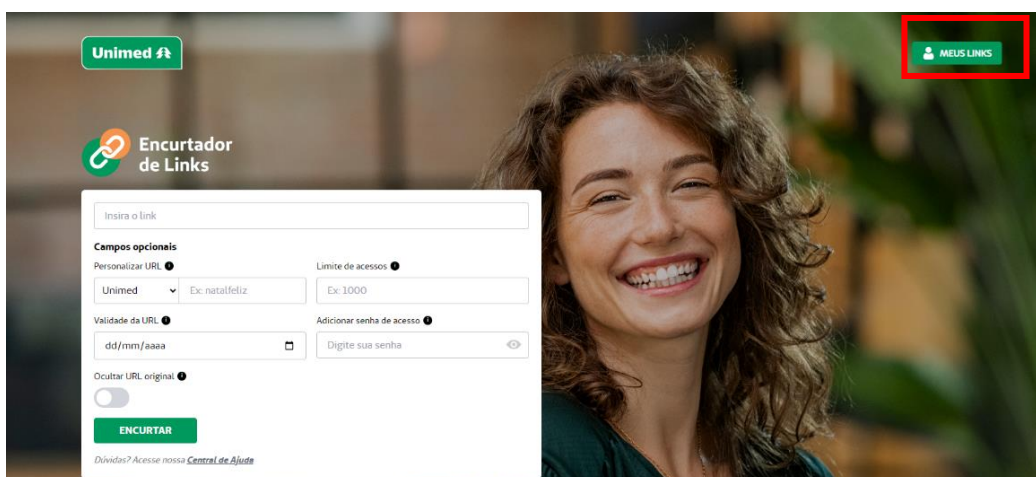 Unimed
MEUS LINKS
Encurtador
de Links
Insira o link
Campos opcionais
Personalizar URL
Limite de acessos
Unimed
Ex: natalfeliz
Ex: 1000
Validade da URL
Adicionar senha de acesso
dd/mm/aaaa
Digite sua senha
Ocultar URL original
ENCURTAR
Dúvidas? Acesse nossa Central de Ajuda